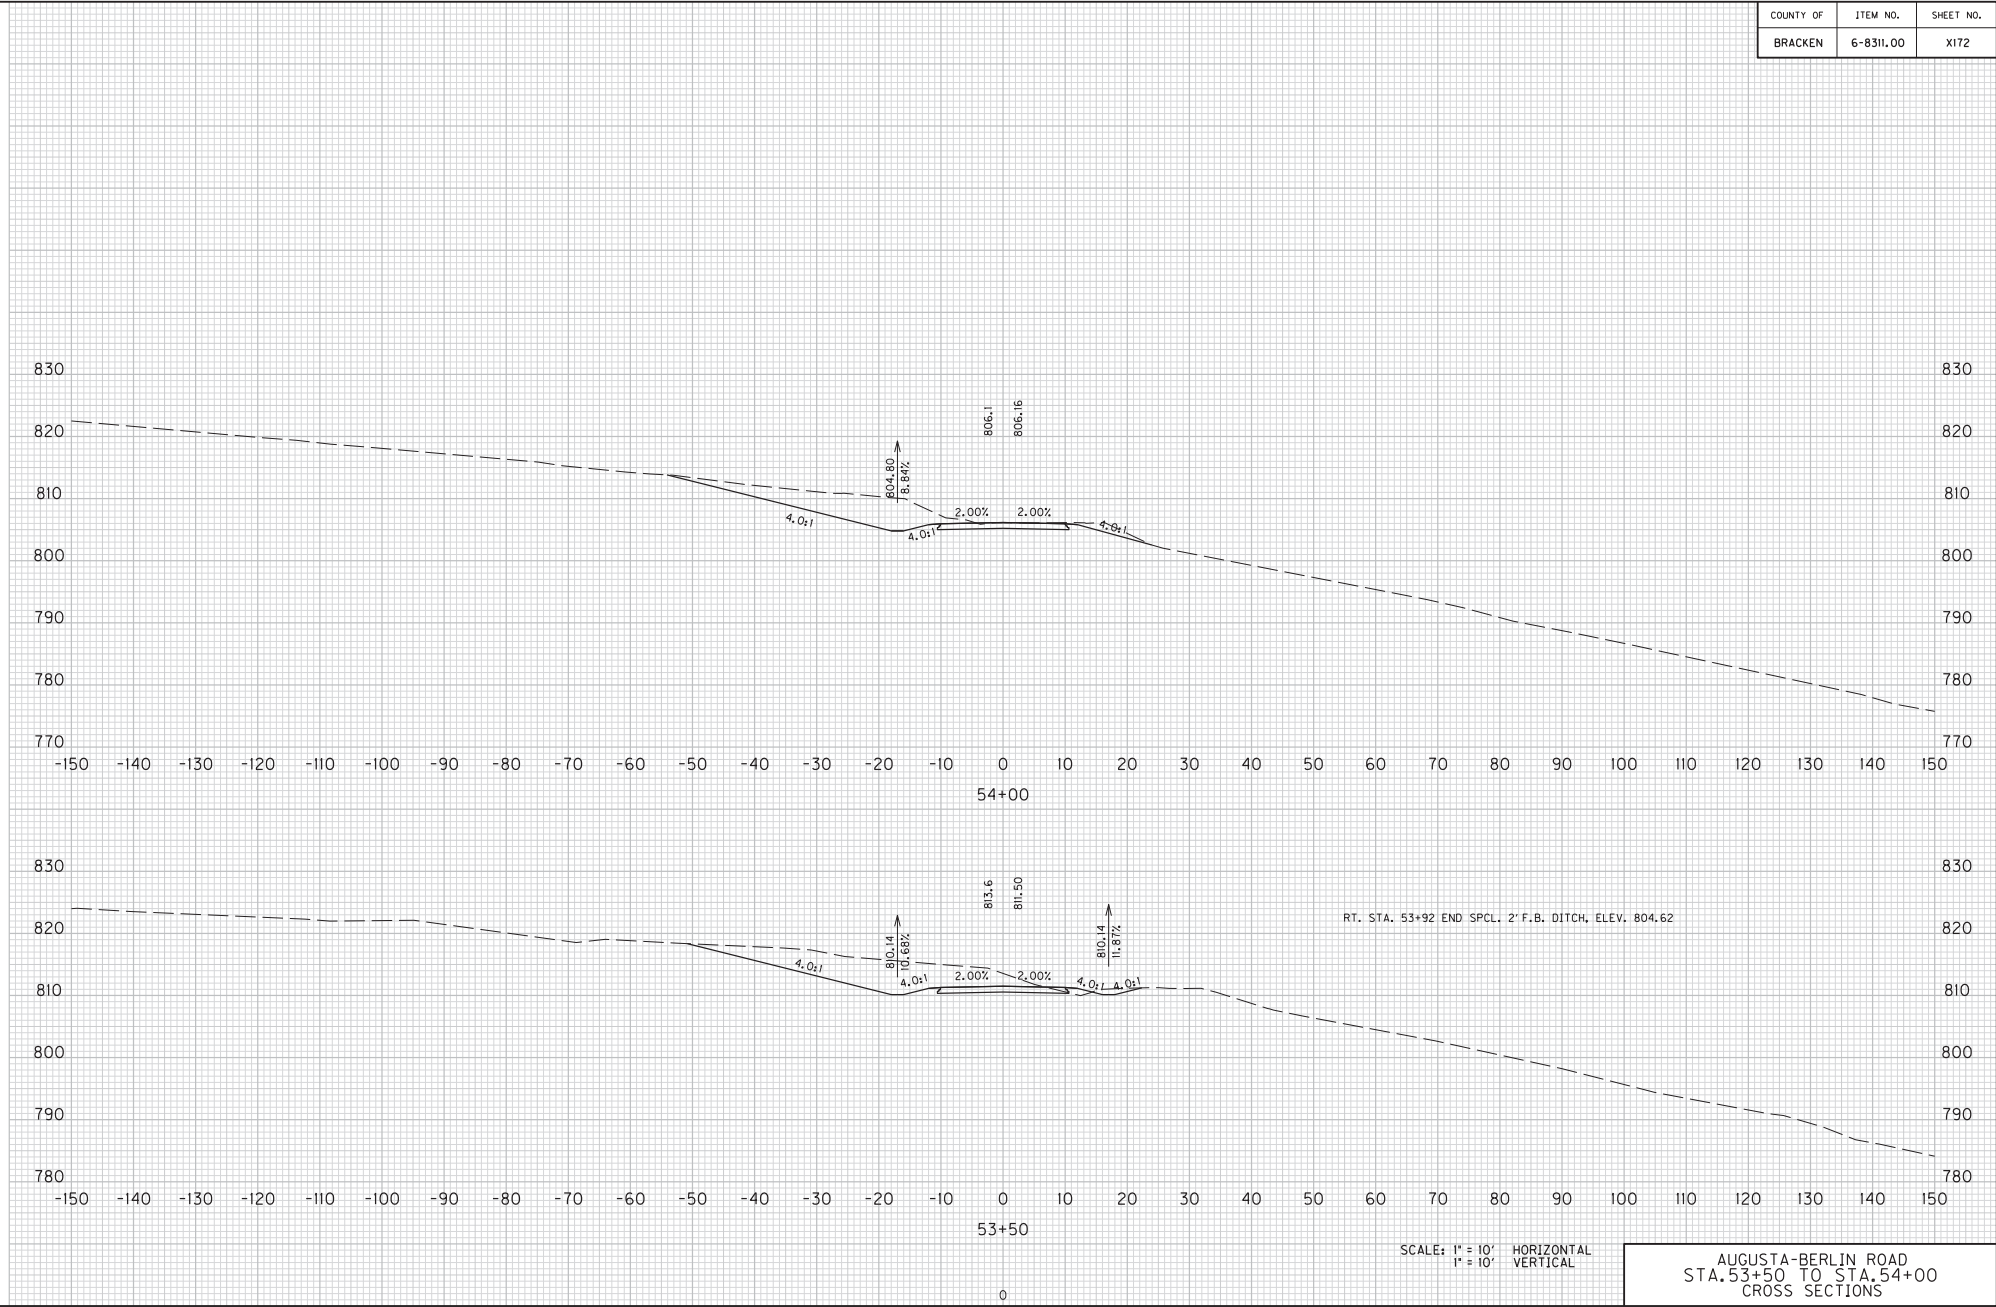 COUNTY OF ITEM NO. SHEET NO.
BRACKEN 6-8311.00 X172
830 830
806.1 806.16
820 820
804.80 8.84%
810 810
2.00% 2.00%
4.0:1 4.0:1 4.0:1
800 800
790 790
780 780
770 770
-150 -140 -130 -120 -110 -100 -90 -80 -70 -60 -50 -40 -30 -20 -10 0 10 20 30 40 50 60 70 80 90 100 110 120 130 140 150
54+00
830 830
813.6 811.50
RT. STA. 53+92 END SPCL. 2' F.B. DITCH, ELEV. 804.62
820 820
810.14 10.68% 810.14 11.87%
4.0:1 4.0:1 2.00% 2.00% 4.0:1 4.0:1
810 810
800 800
790 790
780 780
-150 -140 -130 -120 -110 -100 -90 -80 -70 -60 -50 -40 -30 -20 -10 0 10 20 30 40 50 60 70 80 90 100 110 120 130 140 150
53+50
SCALE: 1" = 10' HORIZONTAL
1" = 10' VERTICAL
AUGUSTA-BERLIN ROAD
STA.53+50 TO STA.54+00
CROSS SECTIONS
0